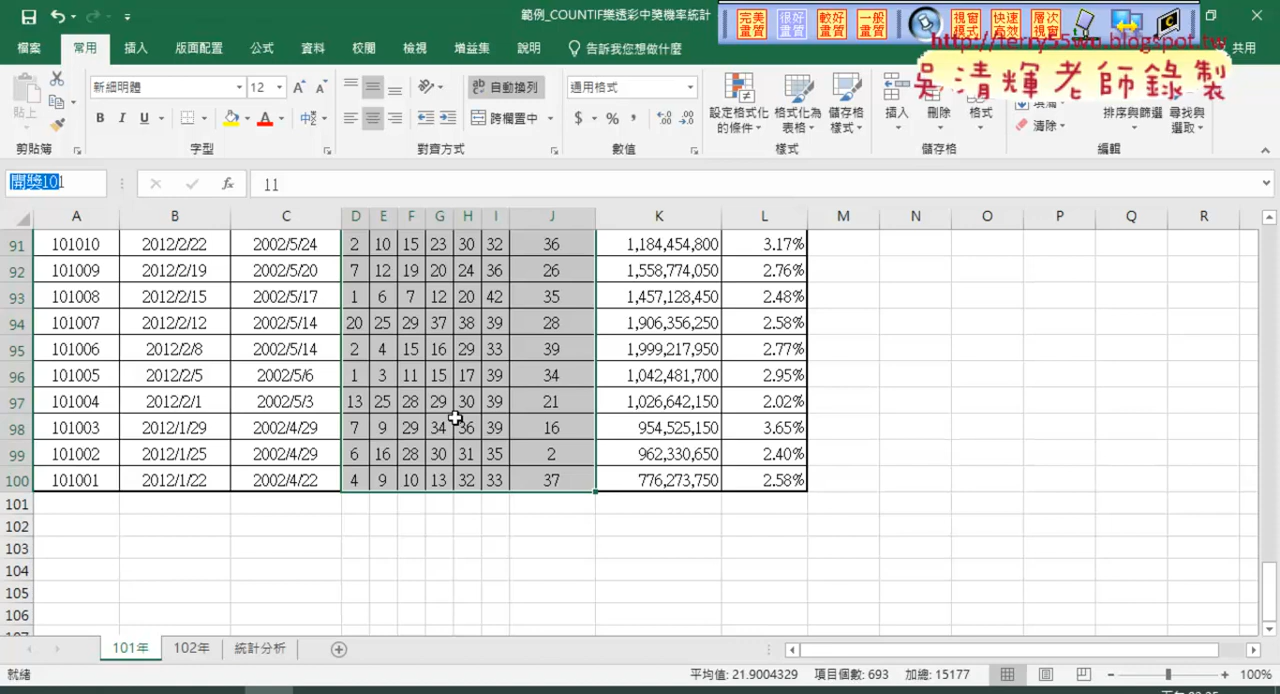 範例_COUNTIF樂透彩中獎機率統計
完美畫質 很好畫質 較好畫質 一般畫質 視窗模式 快速高效 層次視窗
檔案 常用 插入 版面配置 公式 資料 校閱 檢視 增益集 說明 告訴我您想做什麼 共用
http://terry55wu.blogspot.tw
吳清輝老師錄製
貼上 新細明體 12 自動換列 通用格式 設定格式化的條件 格式化為表格 儲存格樣式 插入 刪除 格式 清除 排序與篩選 尋找與選取
B I U 中 跨欄置中 $ % ,
剪貼簿 字型 對齊方式 數值 樣式 儲存格 編輯
開獎101 fx 11
A B C D E F G H I J K L M N O P Q R
91 101010 2012/2/22 2002/5/24 2 10 15 23 30 32 36 1,184,454,800 3.17%
92 101009 2012/2/19 2002/5/20 7 12 19 20 24 36 26 1,558,774,050 2.76%
93 101008 2012/2/15 2002/5/17 1 6 7 12 20 42 35 1,457,128,450 2.48%
94 101007 2012/2/12 2002/5/14 20 25 29 37 38 39 28 1,906,356,250 2.58%
95 101006 2012/2/8 2002/5/14 2 4 15 16 29 33 39 1,999,217,950 2.77%
96 101005 2012/2/5 2002/5/6 1 3 11 15 17 39 34 1,042,481,700 2.95%
97 101004 2012/2/1 2002/5/3 13 25 28 29 30 39 21 1,026,642,150 2.02%
98 101003 2012/1/29 2002/4/29 7 9 29 34 36 39 16 954,525,150 3.65%
99 101002 2012/1/25 2002/4/29 6 16 28 30 31 35 2 962,330,650 2.40%
100 101001 2012/1/22 2002/4/22 4 9 10 13 32 33 37 776,273,750 2.58%
101
102
103
104
105
106
101年 102年 統計分析
就緒 平均值: 21.9004329 項目個數: 693 加總: 15177 100%